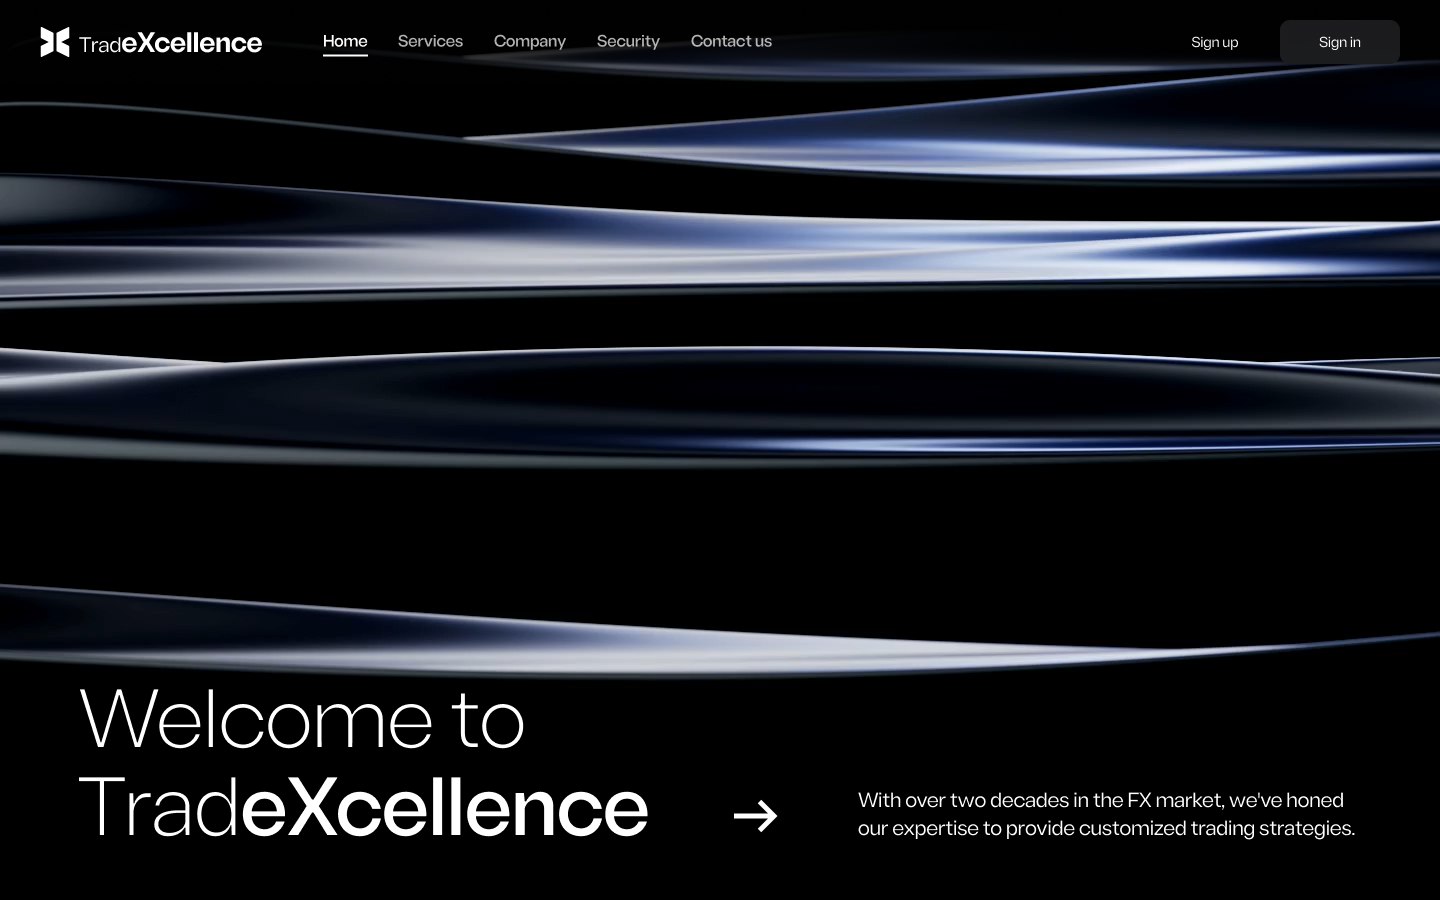 TradeXcellence
Home
Services
Company
Security
Contact us
Sign up
Sign in
Welcome to
TradeXcellence
With over two decades in the FX market, we've honed
our expertise to provide customized trading strategies.